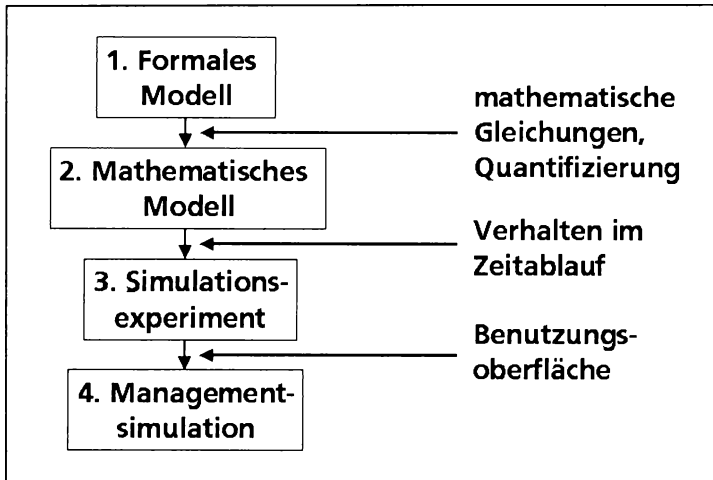 1. Formales
Modell
mathematische
Gleichungen,
Quantifizierung
2. Mathematisches
Modell
Verhalten im
Zeitablauf
3. Simulations-
experiment
Benutzungs-
oberfläche
4. Management-
simulation